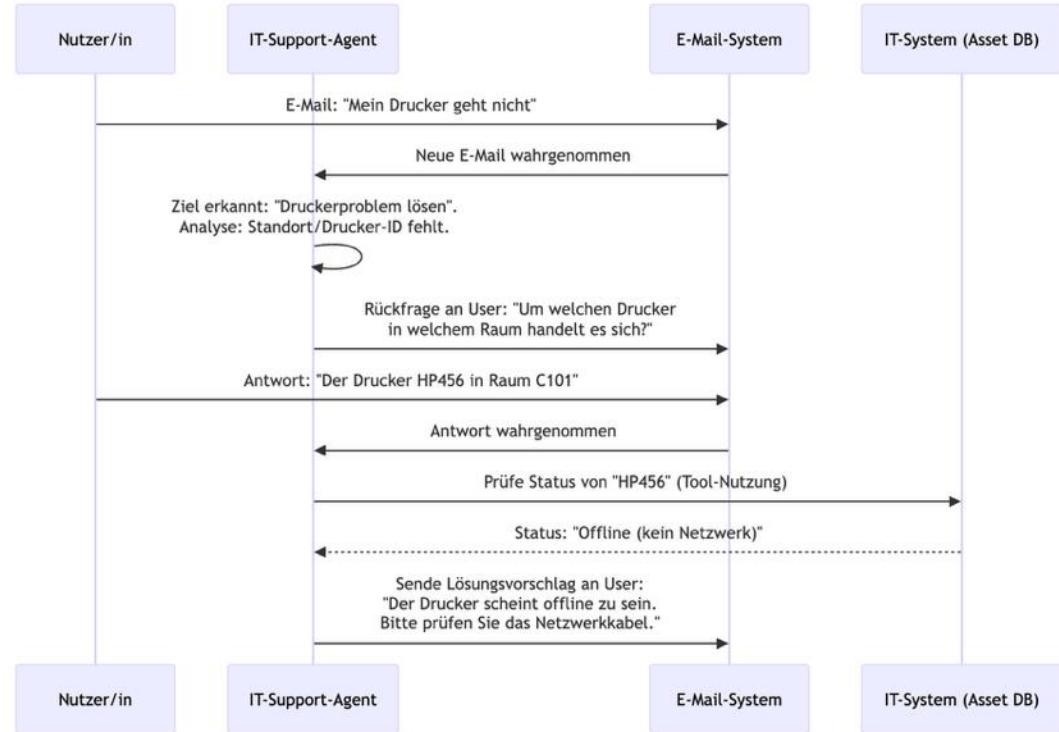 Nutzer/in
IT-Support-Agent
E-Mail-System
IT-System (Asset DB)
E-Mail: "Mein Drucker geht nicht"
Neue E-Mail wahrgenommen
Ziel erkannt: "Druckerproblem lösen".
Analyse: Standort/Drucker-ID fehlt.
Rückfrage an User: "Um welchen Drucker
in welchem Raum handelt es sich?"
Antwort: "Der Drucker HP456 in Raum C101"
Antwort wahrgenommen
Prüfe Status von "HP456" (Tool-Nutzung)
Status: "Offline (kein Netzwerk)"
Sende Lösungsvorschlag an User:
"Der Drucker scheint offline zu sein.
Bitte prüfen Sie das Netzwerkkabel."
Nutzer/in
IT-Support-Agent
E-Mail-System
IT-System (Asset DB)